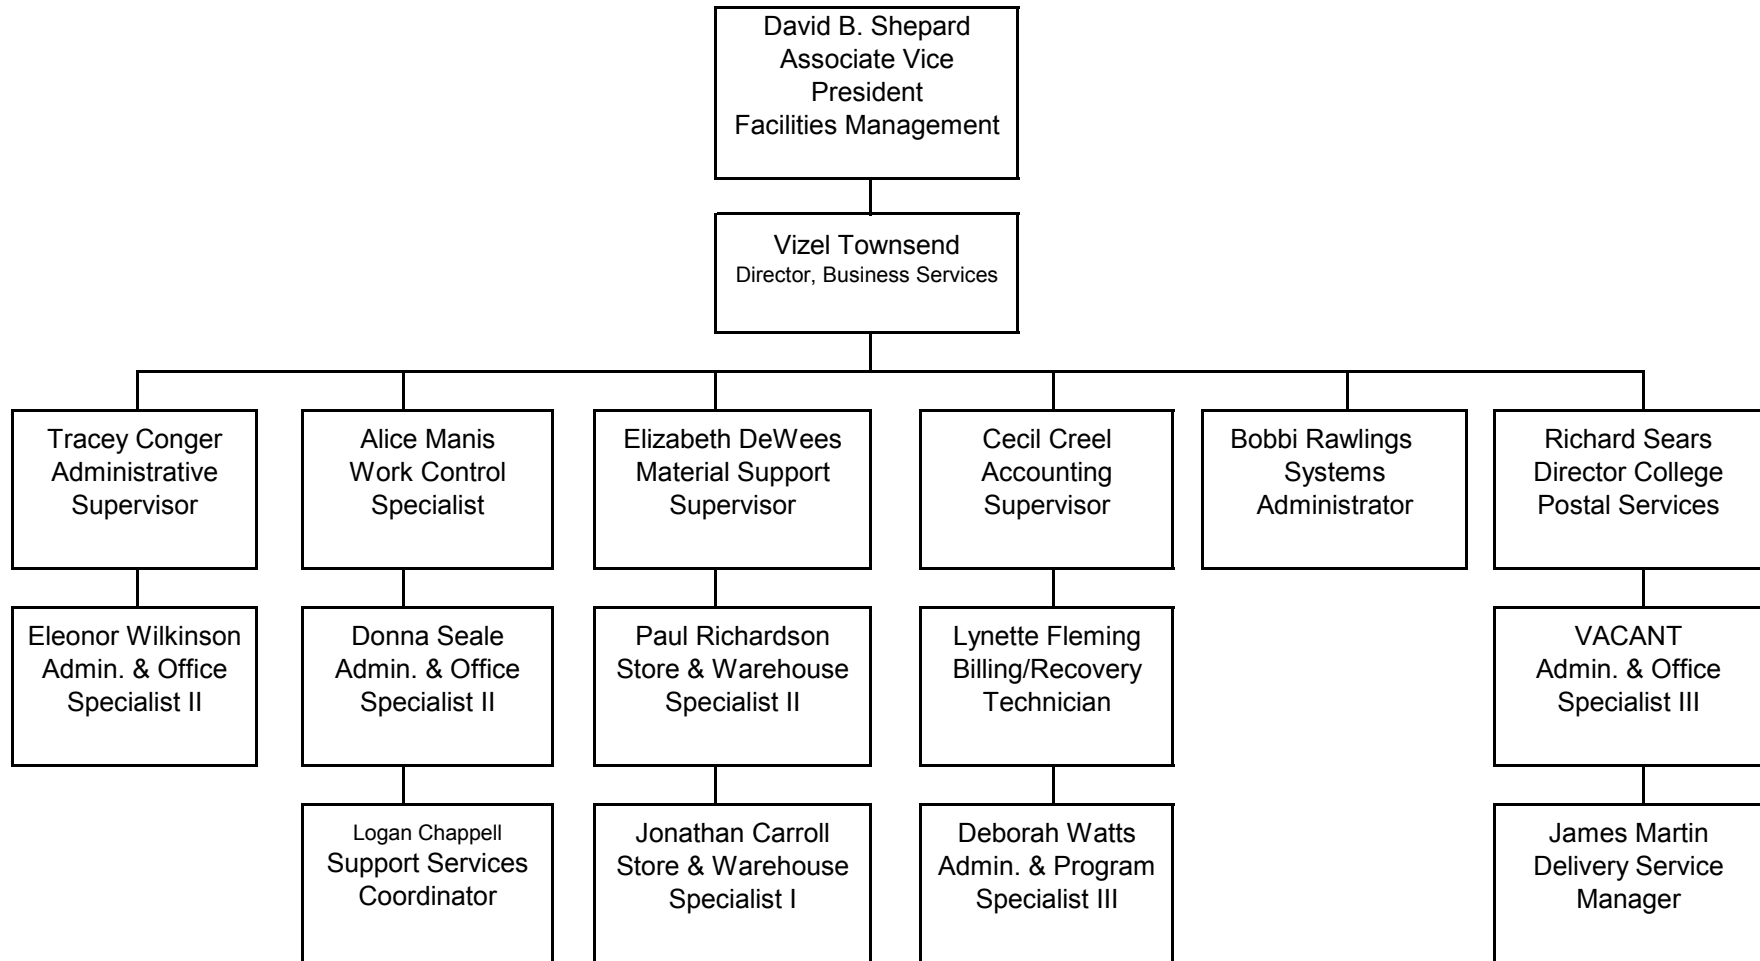 David B. Shepard
Associate Vice
President
Facilities Management
Vizel Townsend
Director, Business Services
Tracey Conger
Administrative
Supervisor
Alice Manis
Work Control
Specialist
Elizabeth DeWees
Material Support
Supervisor
Cecil Creel
Accounting
Supervisor
Bobbi Rawlings
Systems
Administrator
Richard Sears
Director College
Postal Services
Eleonor Wilkinson
Admin. & Office
Specialist II
Donna Seale
Admin. & Office
Specialist II
Paul Richardson
Store & Warehouse
Specialist II
Lynette Fleming
Billing/Recovery
Technician
VACANT
Admin. & Office
Specialist III
Logan Chappell
Support Services
Coordinator
Jonathan Carroll
Store & Warehouse
Specialist I
Deborah Watts
Admin. & Program
Specialist III
James Martin
Delivery Service
Manager